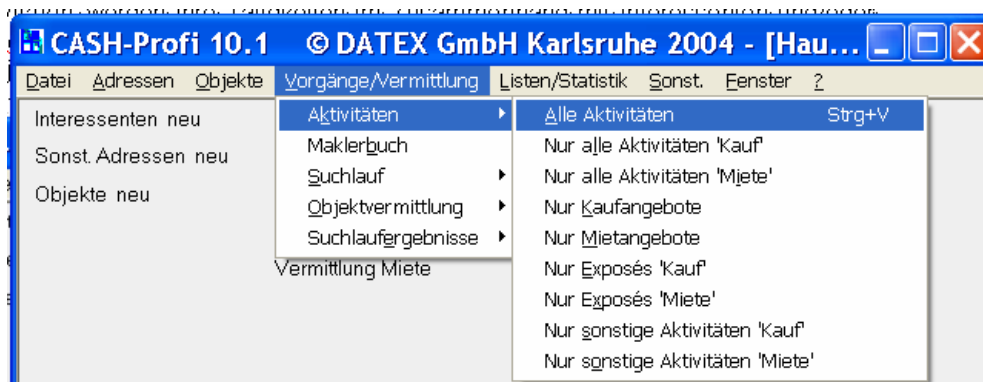 CASH-Profi 10.1 © DATEX GmbH Karlsruhe 2004 - [Hau...
Datei Adressen Objekte Vorgänge/Vermittlung Listen/Statistik Sonst. Fenster ?
Interessenten neu
Sonst. Adressen neu
Objekte neu
Aktivitäten
Maklerbuch
Suchlauf
Objektvermittlung
Suchlaufergebnisse
Vermittlung Miete
Alle Aktivitäten Strg+V
Nur alle Aktivitäten 'Kauf'
Nur alle Aktivitäten 'Miete'
Nur Kaufangebote
Nur Mietangebote
Nur Exposés 'Kauf'
Nur Exposés 'Miete'
Nur sonstige Aktivitäten 'Kauf'
Nur sonstige Aktivitäten 'Miete'